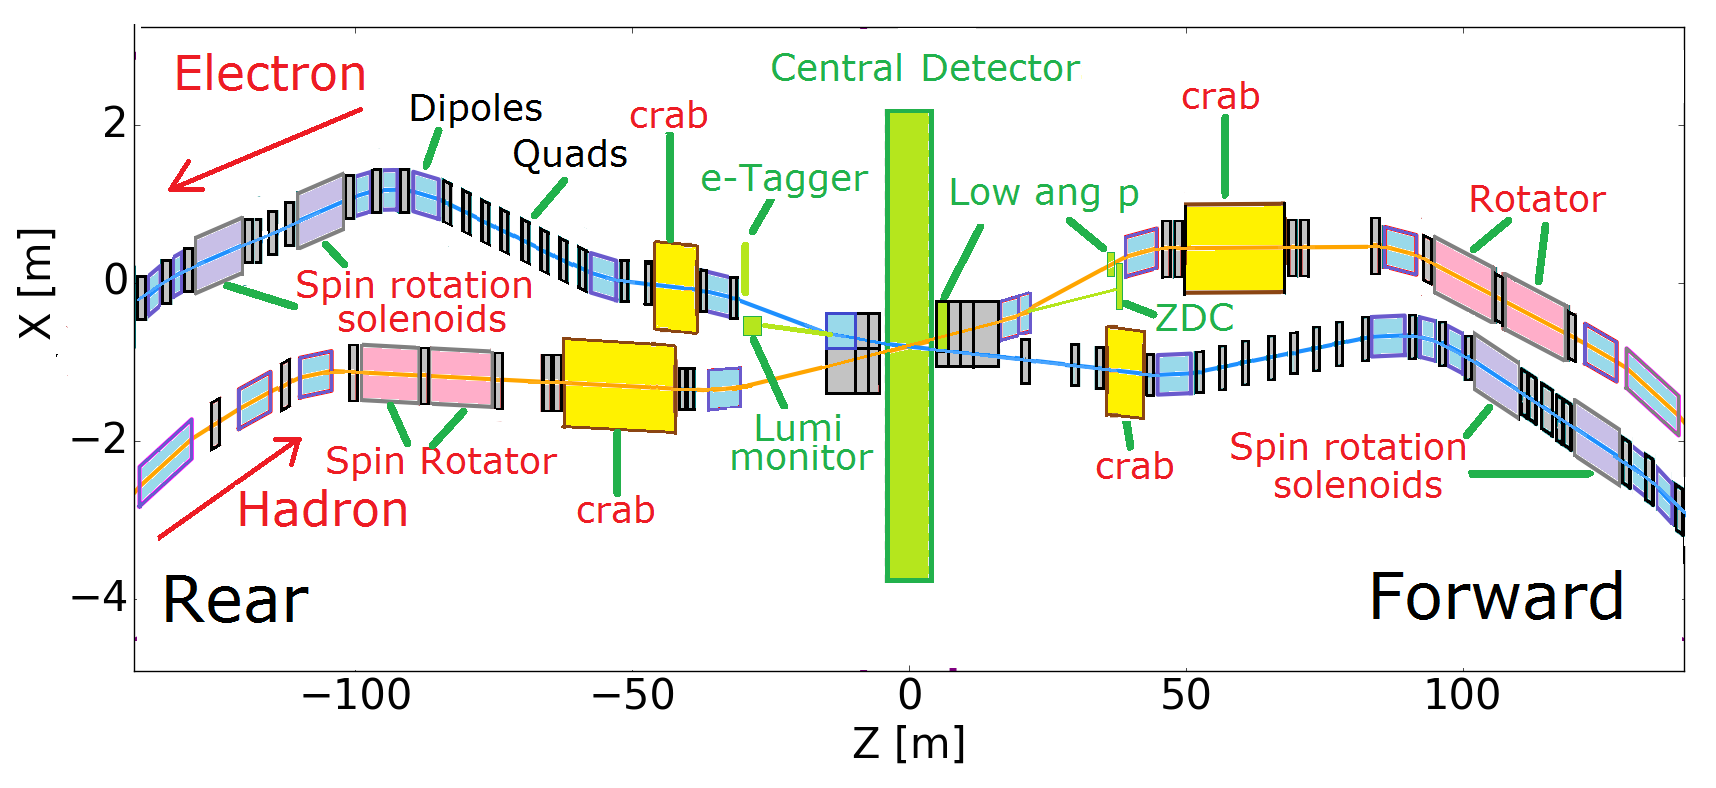 Central Detector
Electron
Dipoles
crab
crab
Quads
e-Tagger
Low ang p
Rotator
2
0
−2
−4
X [m]
Spin rotation
solenoids
ZDC
Lumi
monitor
Spin Rotator
crab
crab
Spin rotation
solenoids
Hadron
Rear
Forward
−100
−50
0
50
100
Z [m]